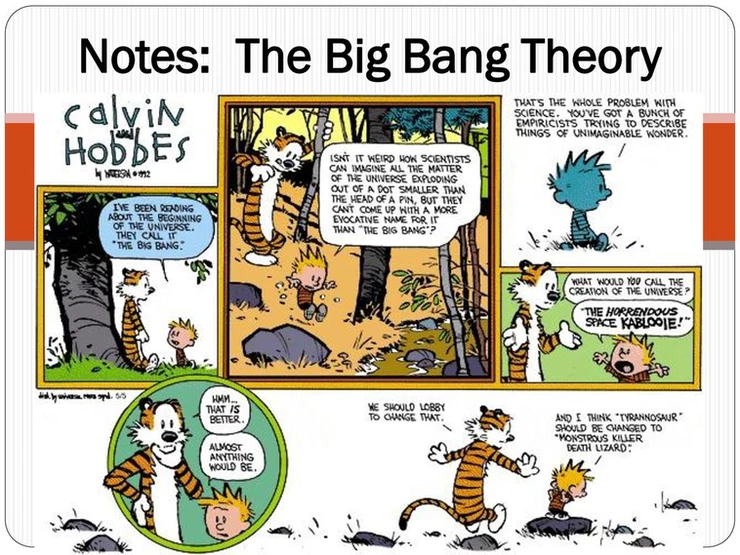 Notes: The Big Bang Theory
CALVIN
and
HOBBES
by WATTERSON © 1992
I'VE BEEN READING
ABOUT THE BEGINNING
OF THE UNIVERSE.
THEY CALL IT
"THE BIG BANG."
ISN'T IT WEIRD HOW SCIENTISTS
CAN IMAGINE ALL THE MATTER
OF THE UNIVERSE EXPLODING
OUT OF A DOT SMALLER THAN
THE HEAD OF A PIN, BUT THEY
CAN'T COME UP WITH A MORE
EVOCATIVE NAME FOR IT
THAN "THE BIG BANG"?
THAT'S THE WHOLE PROBLEM WITH
SCIENCE. YOU'VE GOT A BUNCH OF
EMPIRICISTS TRYING TO DESCRIBE
THINGS OF UNIMAGINABLE WONDER.
WHAT WOULD YOU CALL THE
CREATION OF THE UNIVERSE?
"THE HORRENDOUS
SPACE KABLOOIE!"
dist. by universal press synd. 5/5
HMM...
THAT IS
BETTER.
ALMOST
ANYTHING
WOULD BE.
WE SHOULD LOBBY
TO CHANGE THAT.
AND I THINK "TYRANNOSAUR"
SHOULD BE CHANGED TO
"MONSTROUS KILLER
DEATH LIZARD."